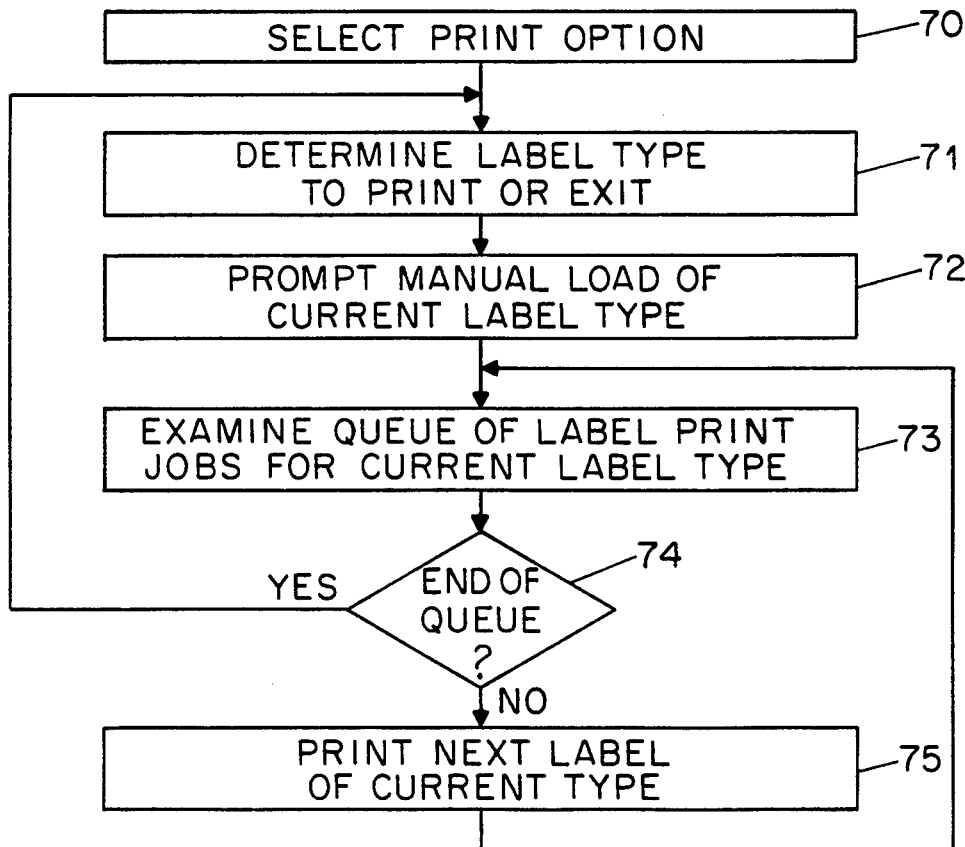 SELECT PRINT OPTION
70
DETERMINE LABEL TYPE
TO PRINT OR EXIT
71
PROMPT MANUAL LOAD OF
CURRENT LABEL TYPE
72
EXAMINE QUEUE OF LABEL PRINT
JOBS FOR CURRENT LABEL TYPE
73
74
YES
END OF
QUEUE
?
NO
PRINT NEXT LABEL
OF CURRENT TYPE
75